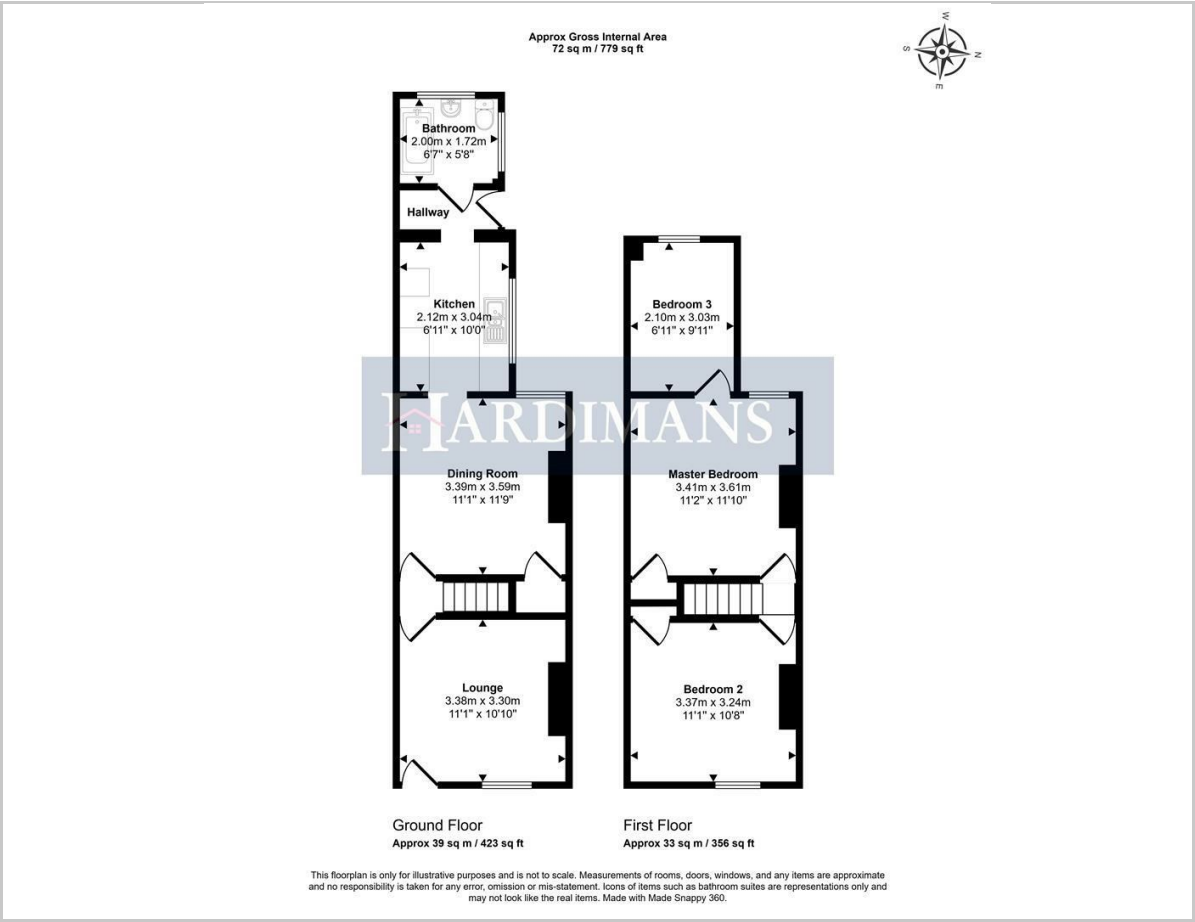 Approx Gross Internal Area
72 sq m / 779 sq ft
W
S
N
E
Bathroom
2.00m x 1.72m
6'7" x 5'8"
Hallway
Kitchen
2.12m x 3.04m
6'11" x 10'0"
Bedroom 3
2.10m x 3.03m
6'11" x 9'11"
HARDIMANS
Dining Room
3.39m x 3.59m
11'1" x 11'9"
Master Bedroom
3.41m x 3.61m
11'2" x 11'10"
Lounge
3.38m x 3.30m
11'1" x 10'10"
Bedroom 2
3.37m x 3.24m
11'1" x 10'8"
Ground Floor
Approx 39 sq m / 423 sq ft
First Floor
Approx 33 sq m / 356 sq ft
This floorplan is only for illustrative purposes and is not to scale. Measurements of rooms, doors, windows, and any items are approximate
and no responsibility is taken for any error, omission or mis-statement. Icons of items such as bathroom suites are representations only and
may not look like the real items. Made with Made Snappy 360.